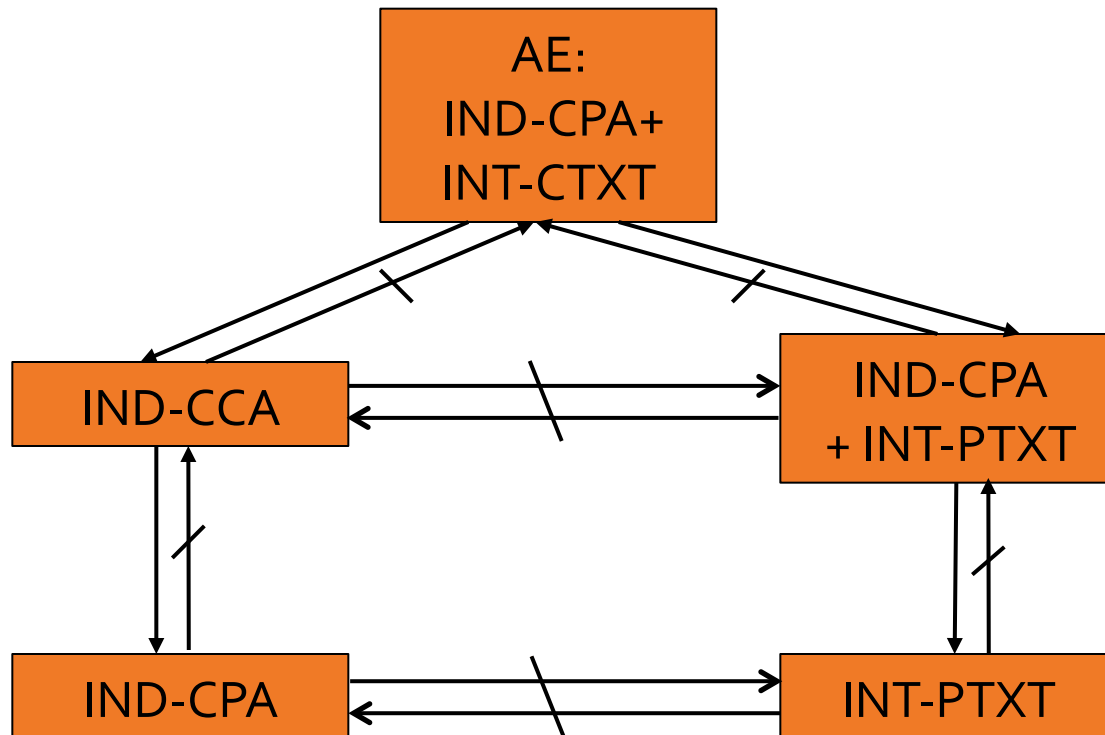 AE:
IND-CPA+
INT-CTXT
IND-CCA
IND-CPA
+ INT-PTXT
IND-CPA
INT-PTXT